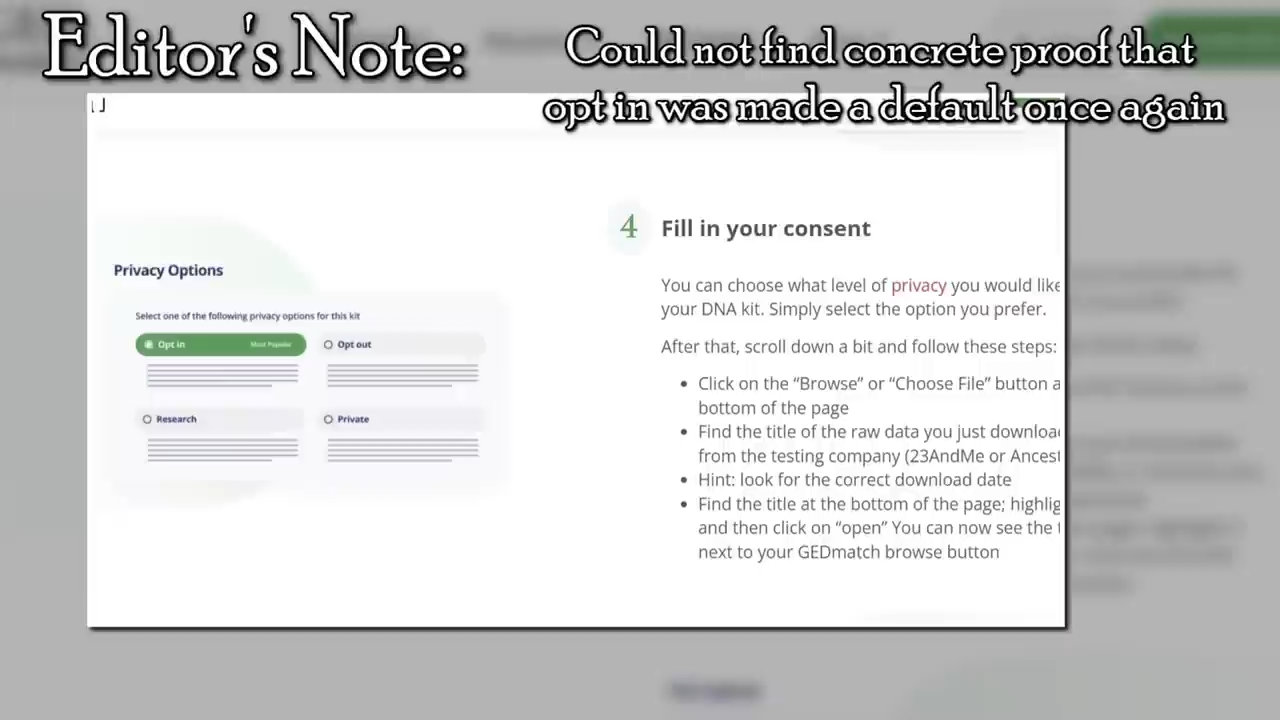 Editor's Note:
Could not find concrete proof that
opt in was made a default once again
4 Fill in your consent
Privacy Options
Select one of the following privacy options for this kit
Opt in Most Popular
Opt out
Research
Private
You can choose what level of privacy you would like
your DNA kit. Simply select the option you prefer.
After that, scroll down a bit and follow these steps:
Click on the “Browse” or “Choose File” button a
bottom of the page
Find the title of the raw data you just downloa
from the testing company (23AndMe or Ancest
Hint: look for the correct download date
Find the title at the bottom of the page; highlig
and then click on “open” You can now see the t
next to your GEDmatch browse button